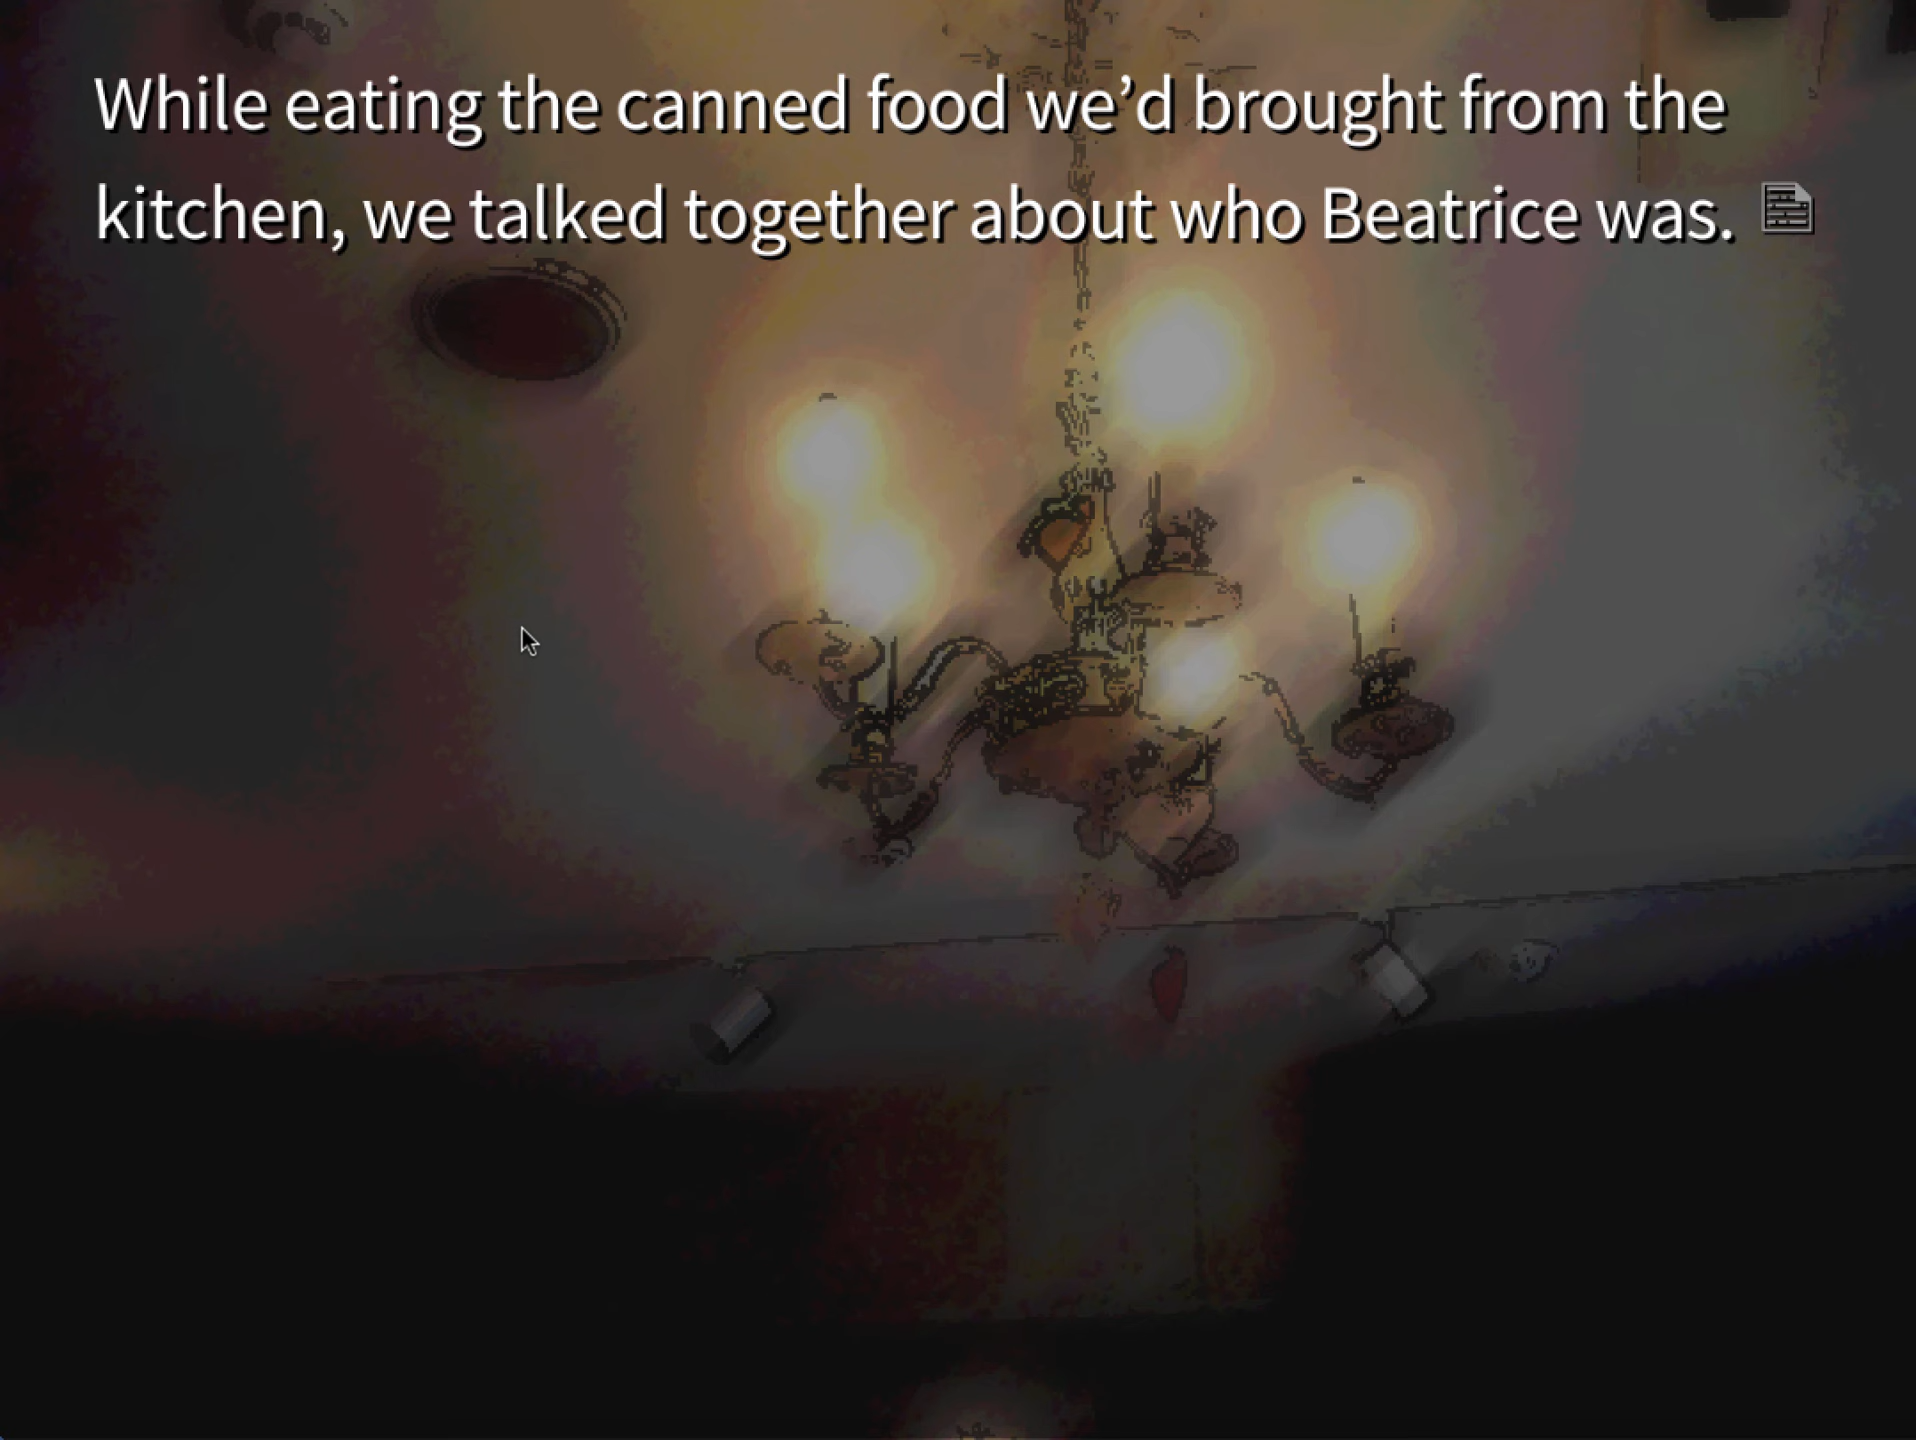 While eating the canned food we’d brought from the
kitchen, we talked together about who Beatrice was.